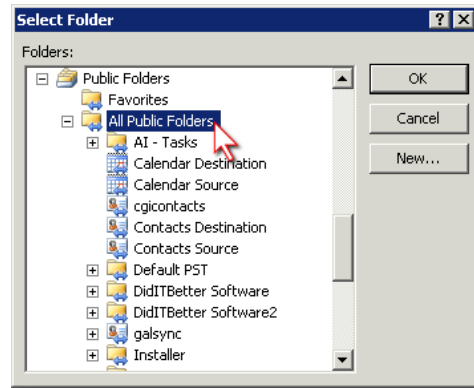 Select Folder
Folders:
Public Folders
Favorites
All Public Folders
AI - Tasks
Calendar Destination
Calendar Source
cgicontacts
Contacts Destination
Contacts Source
Default PST
DidITBetter Software
DidITBetter Software2
galsync
Installer
OK
Cancel
New...